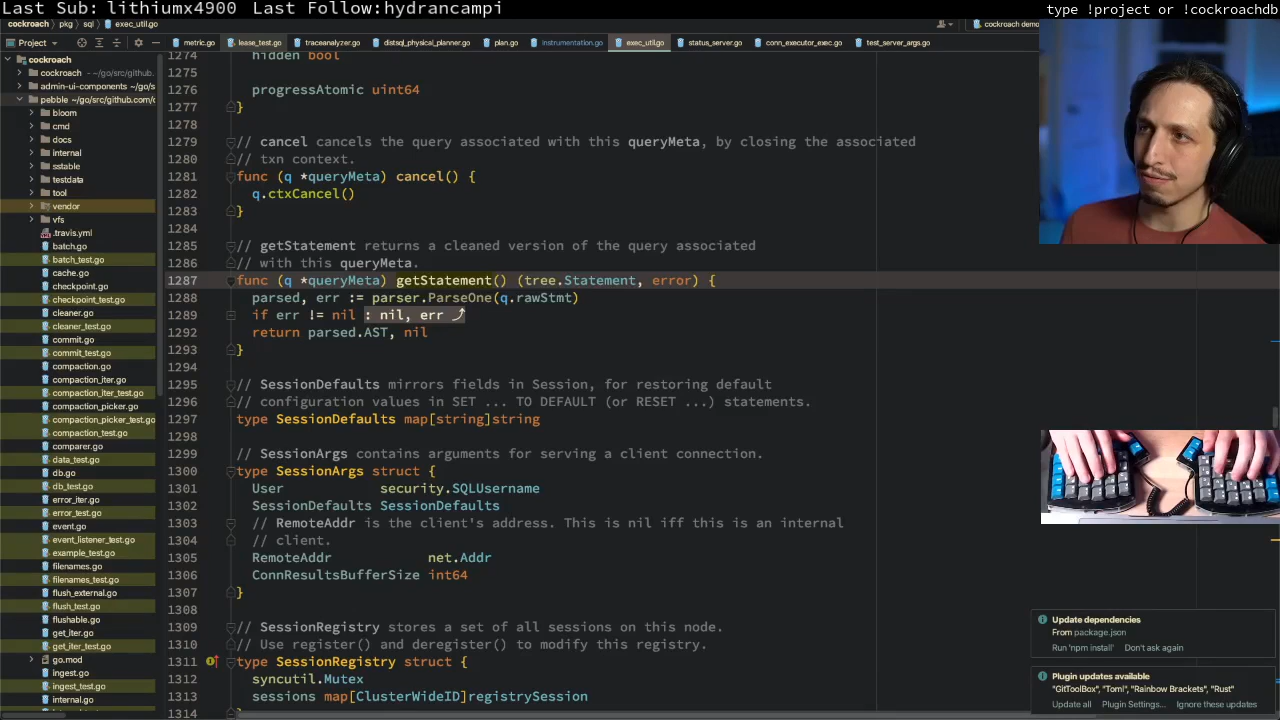 Last Sub: lithiumx4900  Last Follow:hydrancampi
type !project or !cockroachdb
cockroach › pkg › sql › exec_util.go
cockroach demo
Project
metric.go
lease_test.go
traceanalyzer.go
distsql_physical_planner.go
plan.go
instrumentation.go
exec_util.go
status_server.go
conn_executor_exec.go
test_server_args.go
cockroach
cockroach ~/go/src/github.
admin-ui-components ~/go/s
pebble ~/go/src/github.com/c
bloom
cmd
docs
internal
sstable
testdata
tool
vendor
vfs
.travis.yml
batch.go
batch_test.go
cache.go
checkpoint.go
checkpoint_test.go
cleaner.go
cleaner_test.go
commit.go
commit_test.go
compaction.go
compaction_iter.go
compaction_iter_test.go
compaction_picker.go
compaction_picker_test.go
compaction_test.go
comparer.go
data_test.go
db.go
db_test.go
error_iter.go
error_test.go
event.go
event_listener_test.go
example_test.go
filenames.go
filenames_test.go
flush_external.go
flush_test.go
flushable.go
get_iter.go
get_iter_test.go
go.mod
ingest.go
ingest_test.go
internal.go
1274 hidden bool
1275
1276 progressAtomic uint64
1277 }
1278
1279 // cancel cancels the query associated with this queryMeta, by closing the associated
1280 // txn context.
1281 func (q *queryMeta) cancel() {
1282 q.ctxCancel()
1283 }
1284
1285 // getStatement returns a cleaned version of the query associated
1286 // with this queryMeta.
1287 func (q *queryMeta) getStatement() (tree.Statement, error) {
1288 parsed, err := parser.ParseOne(q.rawStmt)
1289 if err != nil : nil, err
1292 return parsed.AST, nil
1293 }
1294
1295 // SessionDefaults mirrors fields in Session, for restoring default
1296 // configuration values in SET ... TO DEFAULT (or RESET ...) statements.
1297 type SessionDefaults map[string]string
1298
1299 // SessionArgs contains arguments for serving a client connection.
1300 type SessionArgs struct {
1301 User security.SQLUsername
1302 SessionDefaults SessionDefaults
1303 // RemoteAddr is the client's address. This is nil iff this is an internal
1304 // client.
1305 RemoteAddr net.Addr
1306 ConnResultsBufferSize int64
1307 }
1308
1309 // SessionRegistry stores a set of all sessions on this node.
1310 // Use register() and deregister() to modify this registry.
1311 type SessionRegistry struct {
1312 syncutil.Mutex
1313 sessions map[ClusterWideID]registrySession
1314
Update dependencies
From package.json
Run 'npm install' Don't ask again
Plugin updates available
"GitToolBox", "Toml", "Rainbow Brackets", "Rust"
Update all Plugin Settings... Ignore these updates